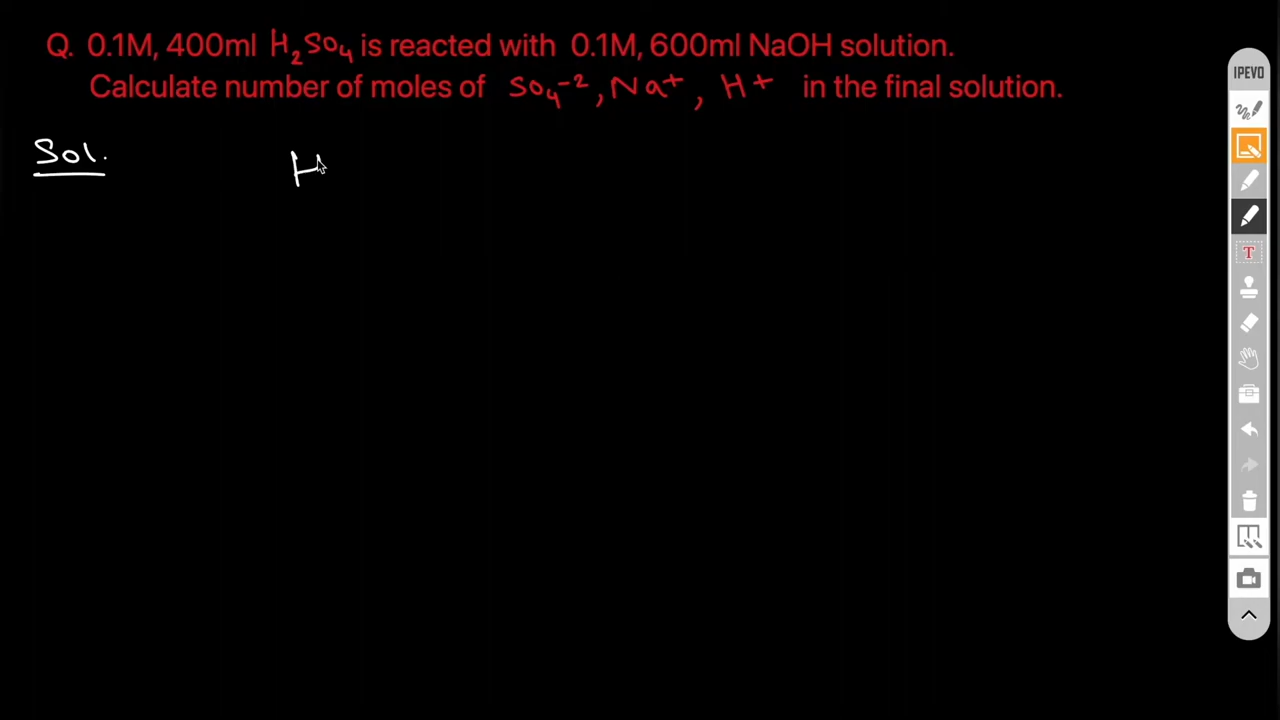 Q. 0.1M, 400ml H₂SO₄ is reacted with 0.1M, 600ml NaOH solution.
Calculate number of moles of SO₄⁻², Na⁺, H⁺ in the final solution.
Sol. H
IPEVO
T